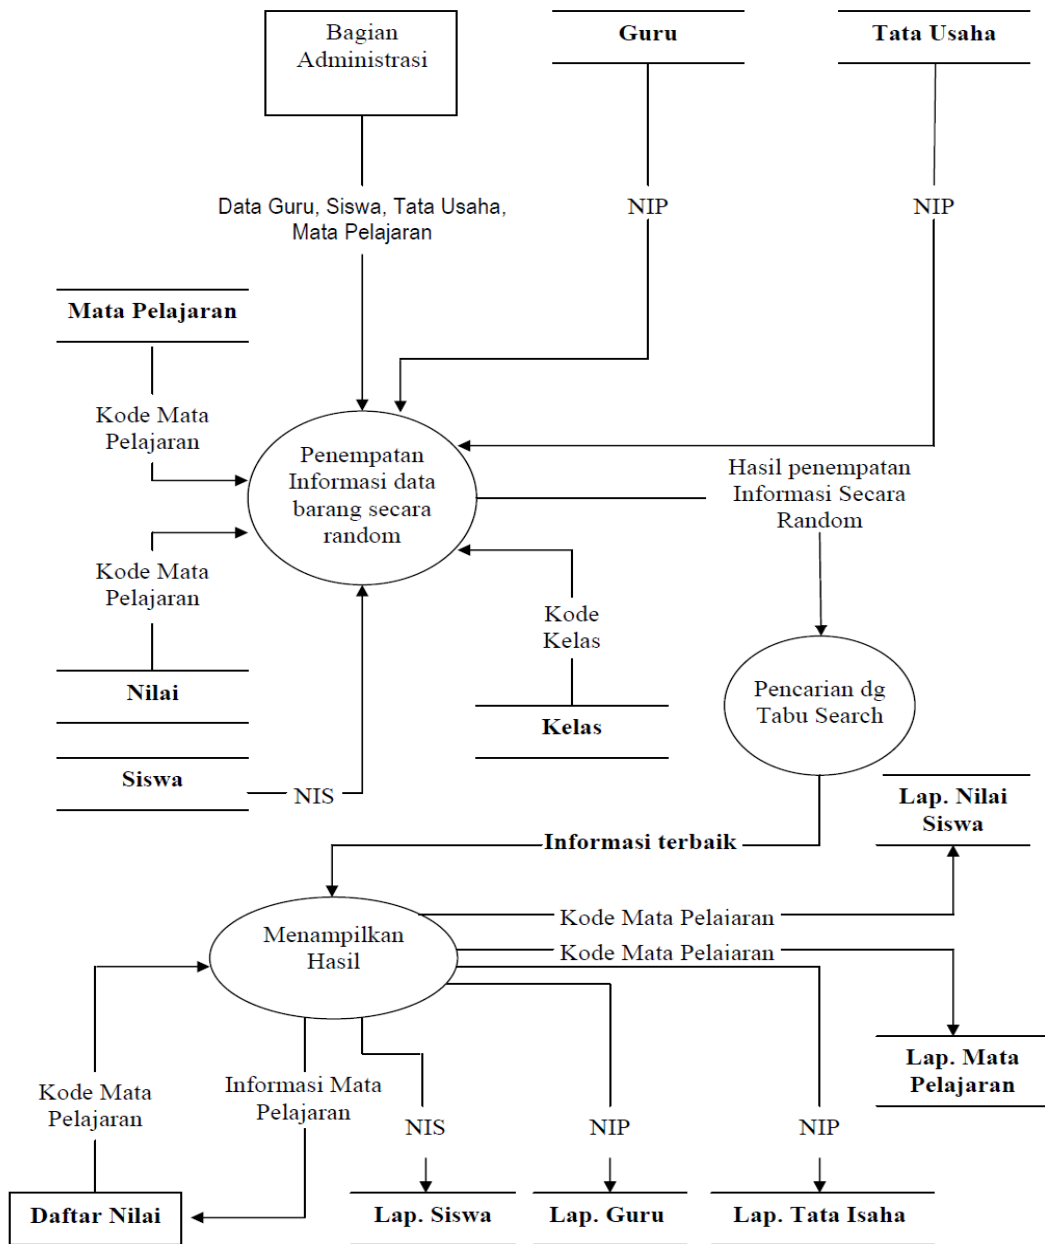 Bagian
Administrasi
Guru
Tata Usaha
Data Guru, Siswa, Tata Usaha,
Mata Pelajaran
NIP
NIP
Mata Pelajaran
Kode Mata
Pelajaran
Penempatan
Informasi data
barang secara
random
Hasil penempatan
Informasi Secara
Random
Kode Mata
Pelajaran
Kode
Kelas
Nilai
Kelas
Pencarian dg
Tabu Search
Siswa
NIS
Lap. Nilai
Siswa
Informasi terbaik
Menampilkan
Hasil
Kode Mata Pelajaran
Kode Mata Pelajaran
Lap. Mata
Pelajaran
Kode Mata
Pelajaran
Informasi Mata
Pelajaran
NIS
NIP
NIP
Daftar Nilai
Lap. Siswa
Lap. Guru
Lap. Tata Isaha